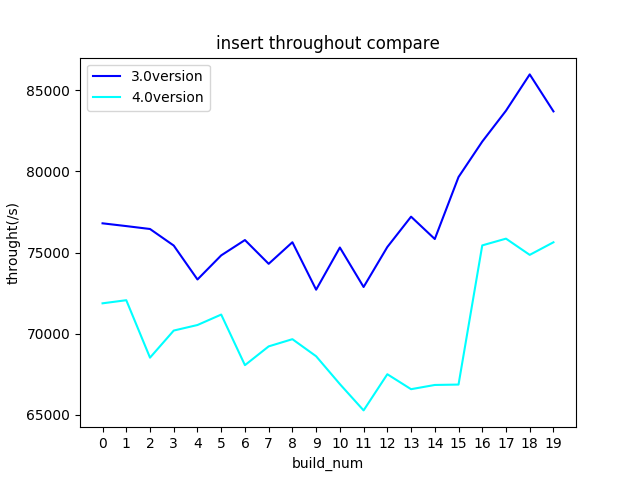 insert throughout compare
3.0version
4.0version
throught(/s)
85000
80000
75000
70000
65000
0 1 2 3 4 5 6 7 8 9 10 11 12 13 14 15 16 17 18 19
build_num